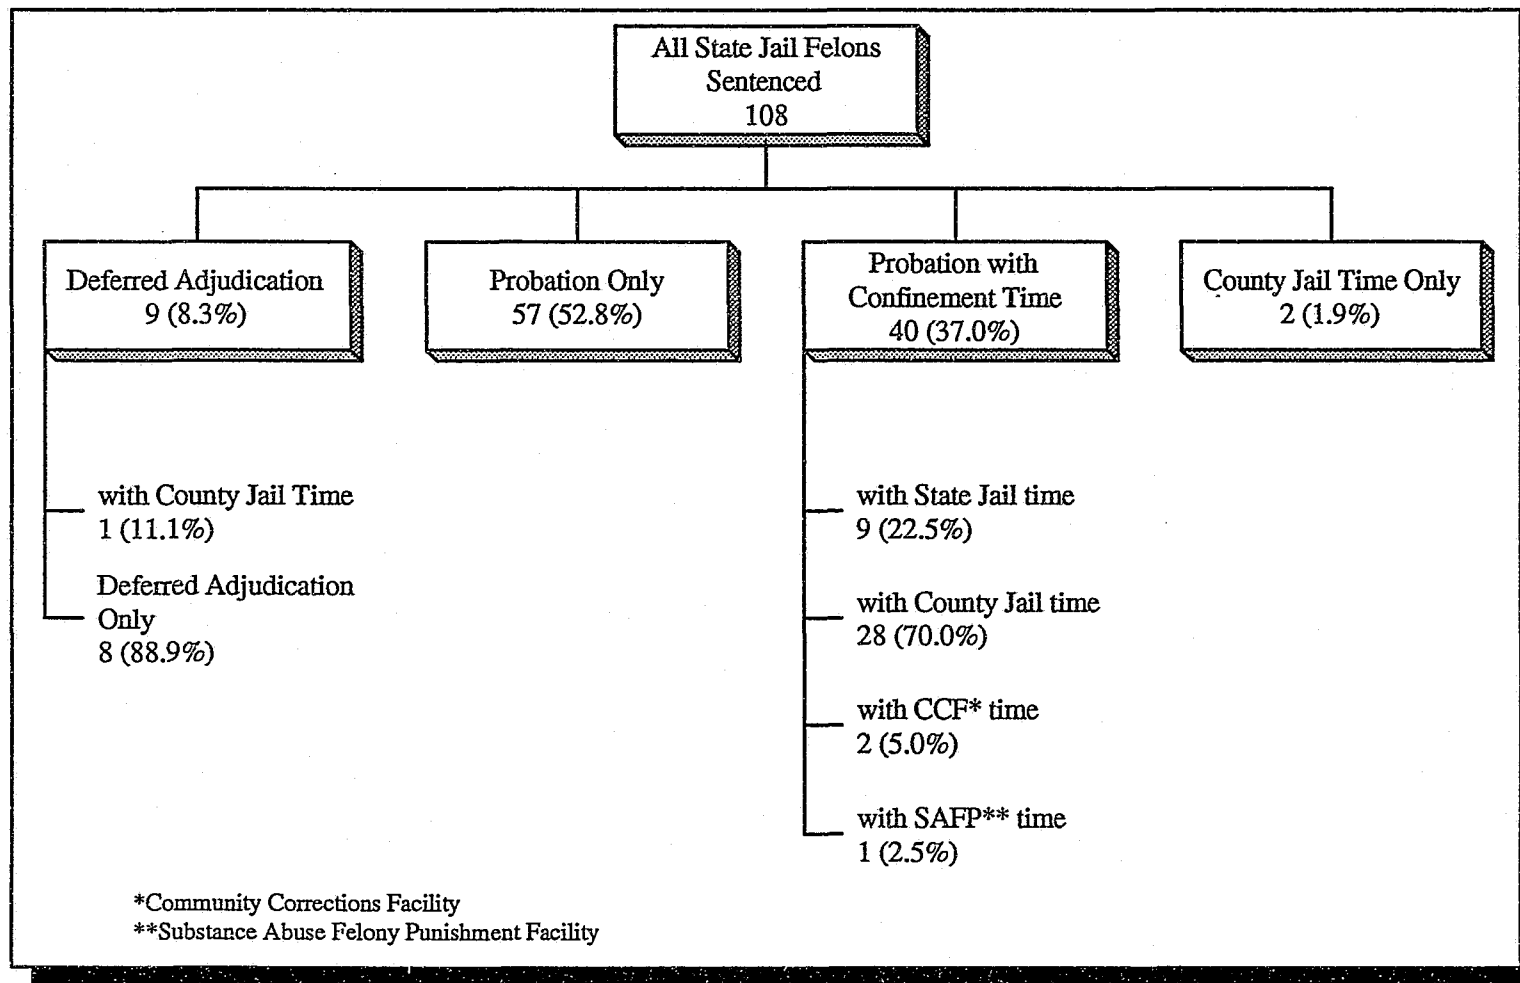 All State Jail Felons
Sentenced
108
Deferred Adjudication
9 (8.3%)
Probation Only
57 (52.8%)
Probation with
Confinement Time
40 (37.0%)
County Jail Time Only
2 (1.9%)
with County Jail Time
1 (11.1%)
Deferred Adjudication
Only
8 (88.9%)
with State Jail time
9 (22.5%)
with County Jail time
28 (70.0%)
with CCF* time
2 (5.0%)
with SAFP** time
1 (2.5%)
*Community Corrections Facility
**Substance Abuse Felony Punishment Facility